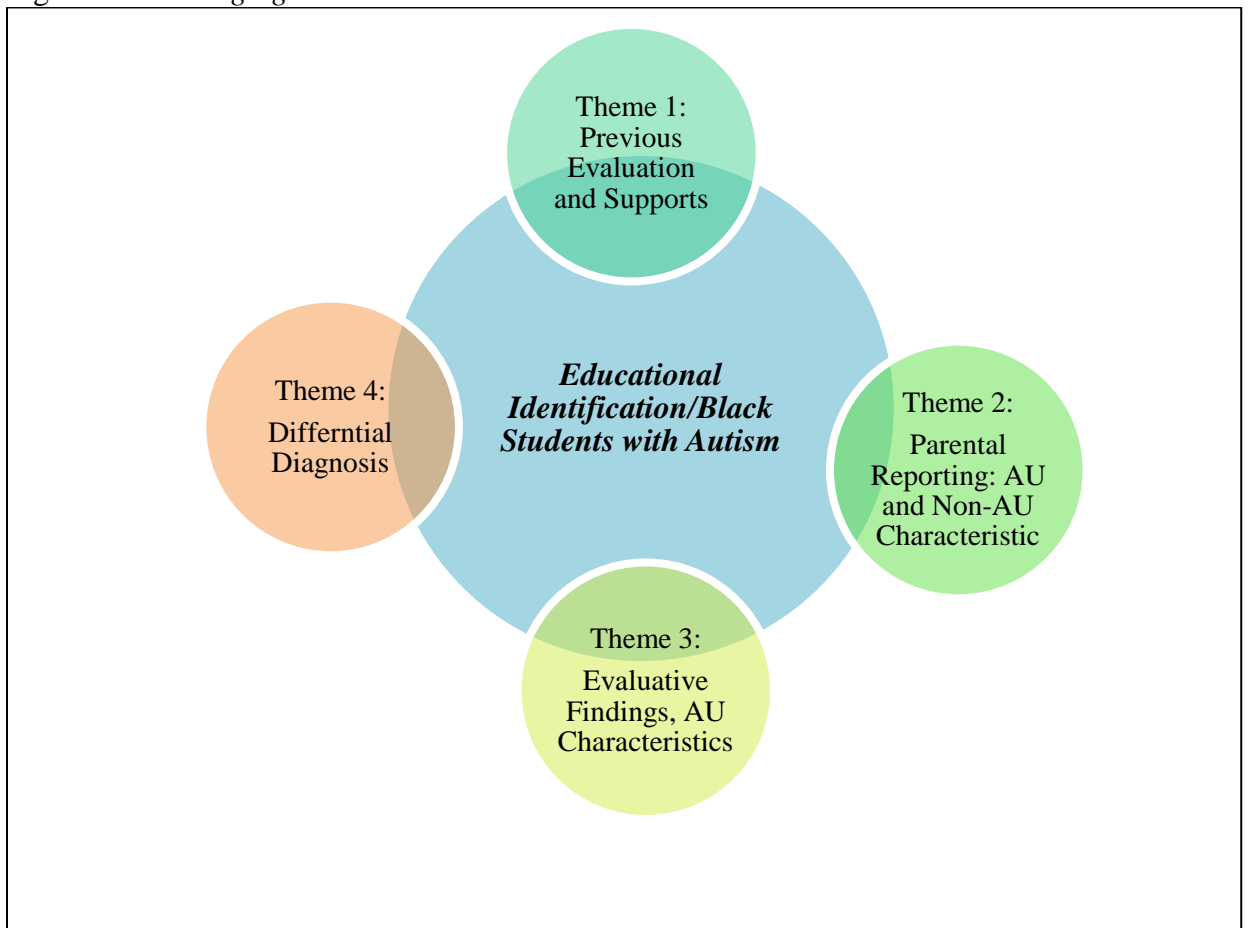 Theme 1:
Previous
Evaluation
and Supports
Educational
Identification/Black
Students with Autism
Theme 2:
Parental
Reporting: AU
and Non-AU
Characteristic
Theme 3:
Evaluative
Findings, AU
Characteristics
Theme 4:
Differntial
Diagnosis